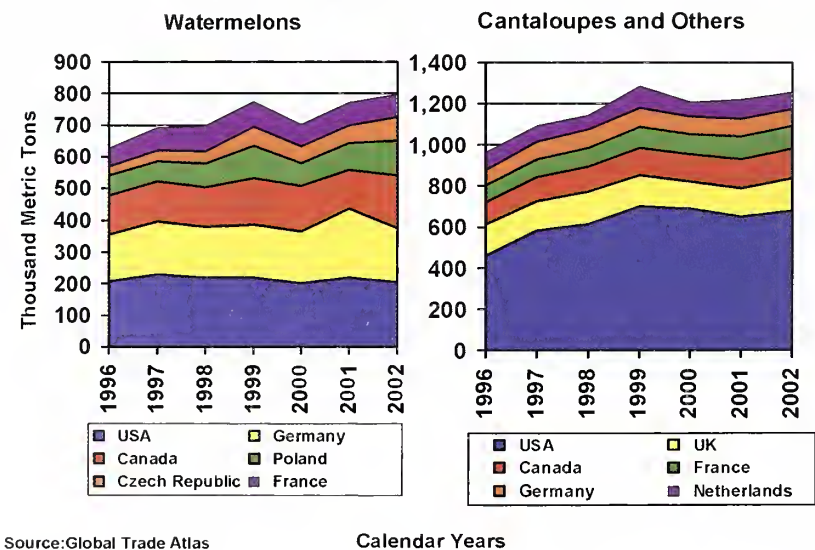 Watermelons
Thousand Metric Tons
900
800
700
600
500
400
300
200
100
0
1996
1997
1998
1999
2000
2001
2002
USA
Germany
Canada
Poland
Czech Republic
France
Cantaloupes and Others
1,400
1,200
1,000
800
600
400
200
0
1996
1997
1998
1999
2000
2001
2002
USA
UK
Canada
France
Germany
Netherlands
Source:Global Trade Atlas
Calendar Years